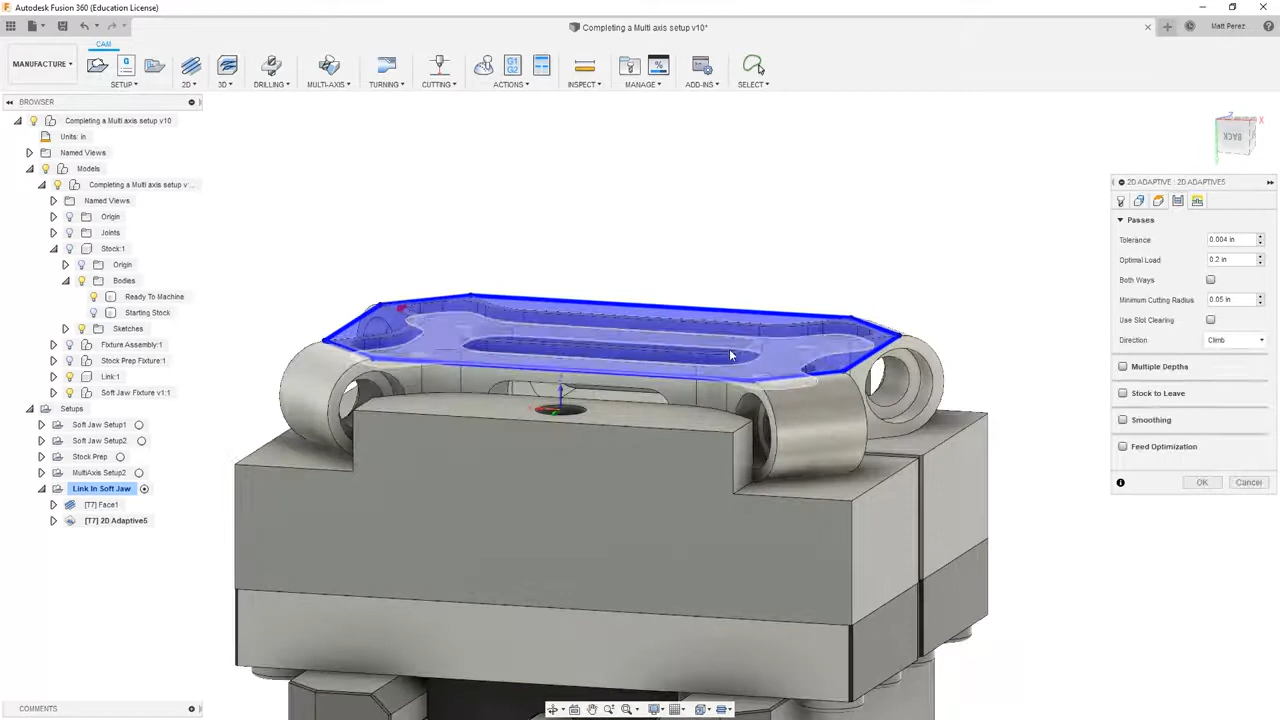 Autodesk Fusion 360 (Education License)
Completing a Multi axis setup v10*
Matt Perez
CAM
MANUFACTURE
G1
G2
SETUP
2D
3D
DRILLING
MULTI-AXIS
TURNING
CUTTING
ACTIONS
INSPECT
MANAGE
ADD-INS
SELECT
BROWSER
Completing a Multi axis setup v10
Units: in
Named Views
Models
Completing a Multi axis setup v...
Named Views
Origin
Joints
Stock:1
Origin
Bodies
Ready To Machine
Starting Stock
Sketches
Fixture Assembly:1
Stock Prep Fixture:1
Link:1
Soft Jaw Fixture v1:1
Setups
Soft Jaw Setup1
Soft Jaw Setup2
Stock Prep
MultiAxis Setup2
Link In Soft Jaw
[T7] Face1
[T7] 2D Adaptive5
COMMENTS
Z
X
BACK
2D ADAPTIVE : 2D ADAPTIVE5
Passes
Tolerance 0.004 in
Optimal Load 0.2 in
Both Ways
Minimum Cutting Radius 0.05 in
Use Slot Clearing
Direction Climb
Multiple Depths
Stock to Leave
Smoothing
Feed Optimization
OK Cancel